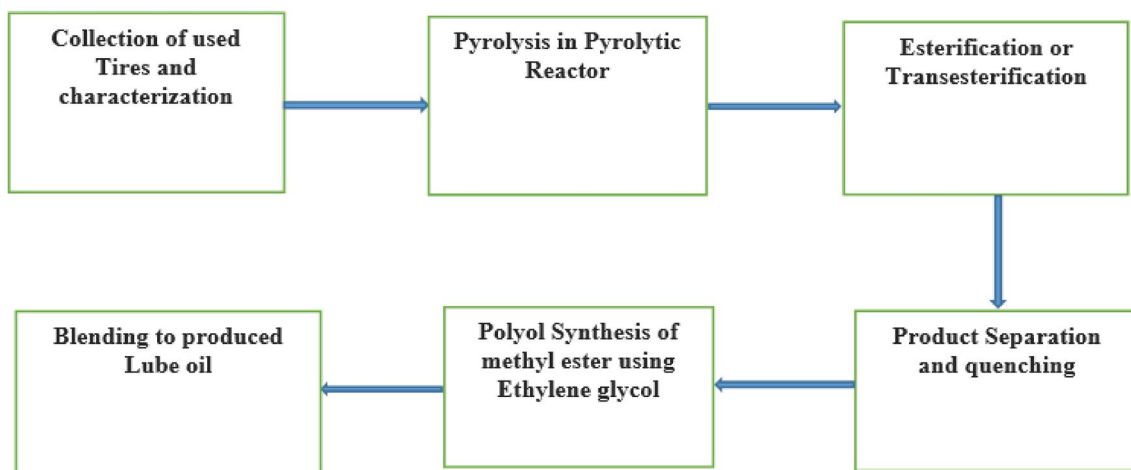 Collection of used
Tires and
characterization
Pyrolysis in Pyrolytic
Reactor
Esterification or
Transesterification
Product Separation
and quenching
Polyol Synthesis of
methyl ester using
Ethylene glycol
Blending to produced
Lube oil